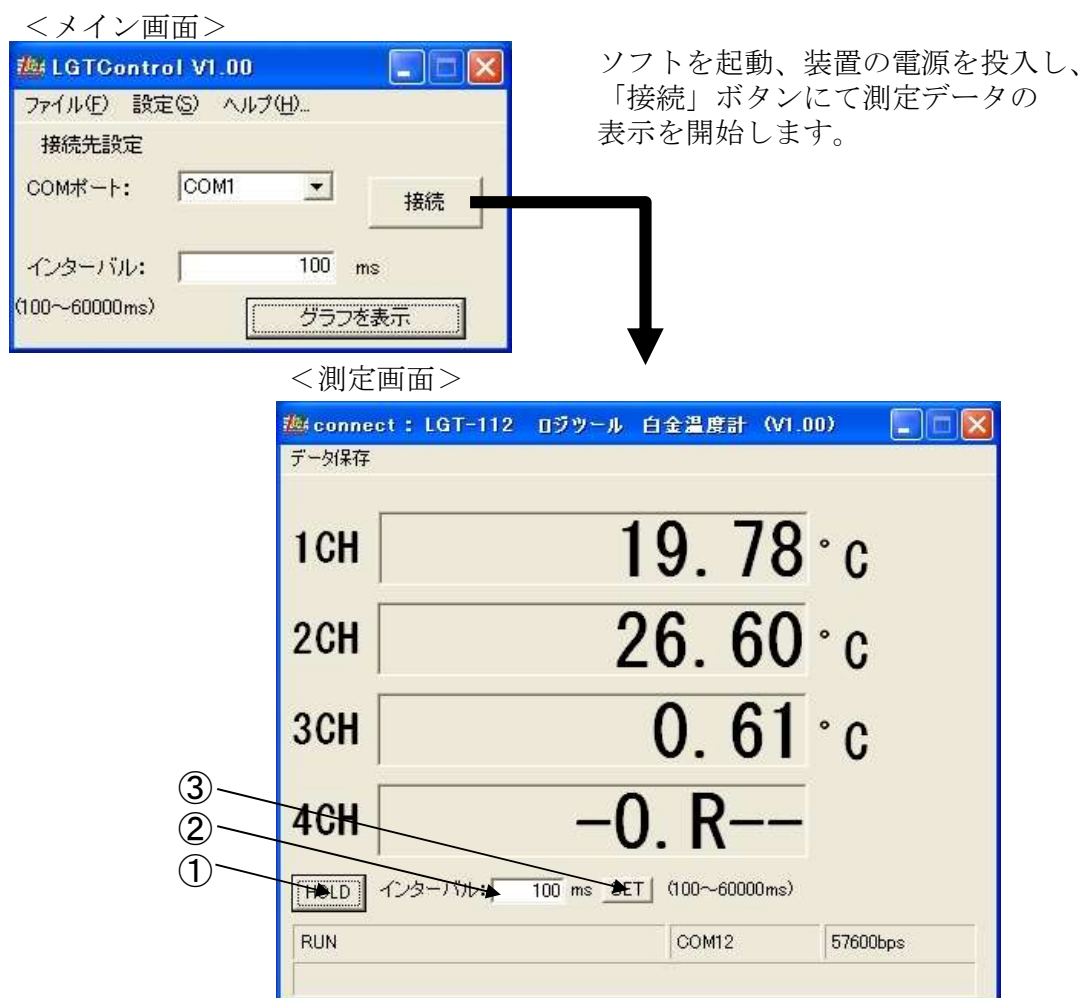 ＜メイン画面＞
LGTControl V1.00
ファイル(F) 設定(S) ヘルプ(H)...
接続先設定
COMポート: COM1
接続
インターバル: 100 ms
(100～60000ms)
グラフを表示
ソフトを起動、装置の電源を投入し、
「接続」ボタンにて測定データの
表示を開始します。
＜測定画面＞
connect : LGT-112 ロジツール 白金温度計 (V1.00)
データ保存
1CH 19.78 °C
2CH 26.60 °C
3CH 0.61 °C
4CH -0.R--
③
②
①
HOLD インターバル: 100 ms SET (100～60000ms)
RUN COM12 57600bps